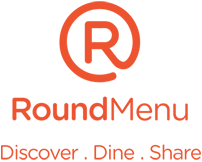 R
RoundMenu
Discover . Dine . Share